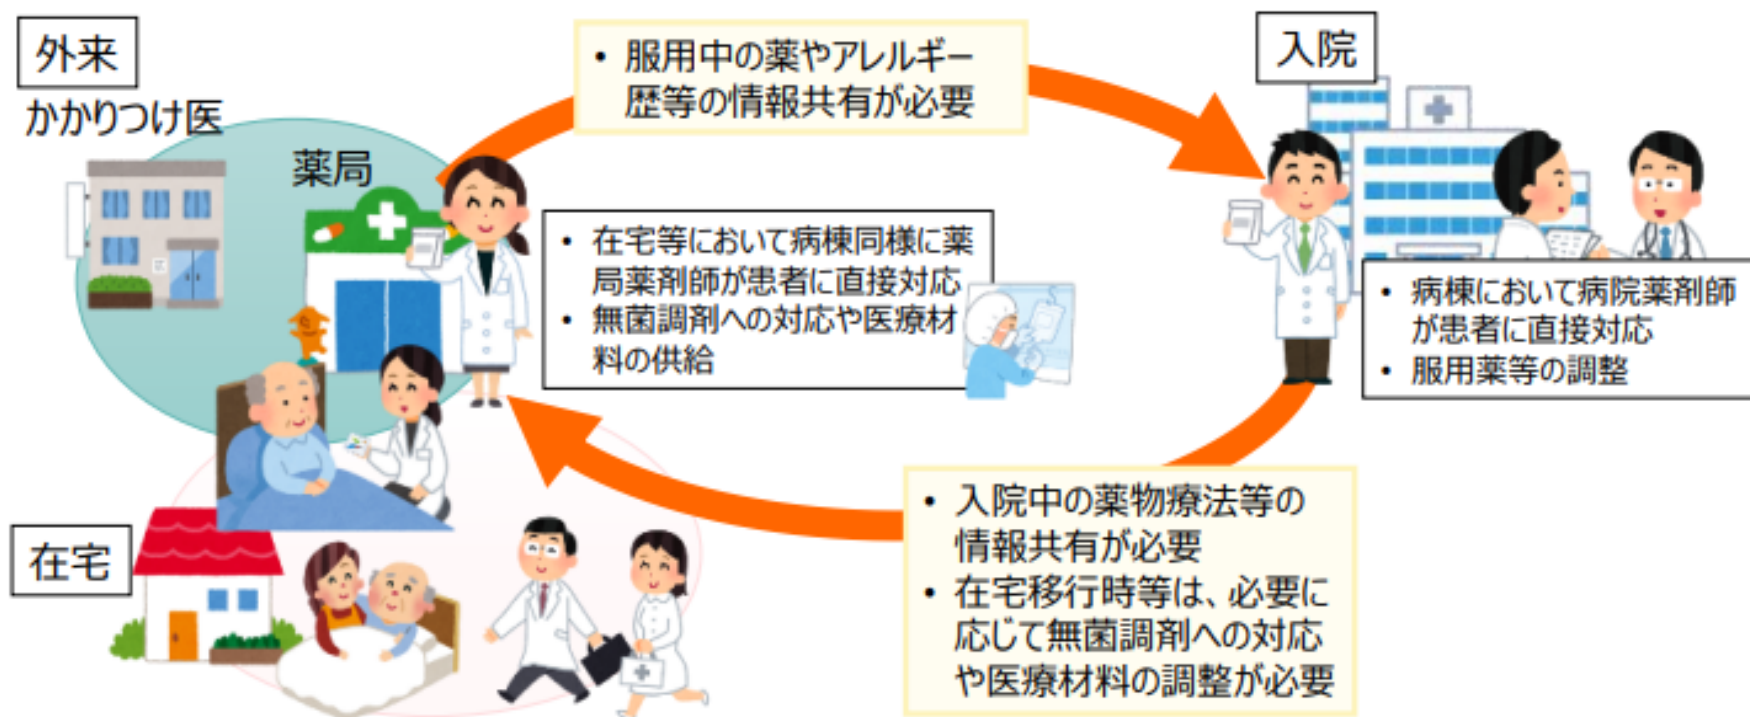 外来
かかりつけ医
薬局
• 服用中の薬やアレルギー
歴等の情報共有が必要
入院
• 在宅等において病棟同様に薬
局薬剤師が患者に直接対応
• 無菌調剤への対応や医療材
料の供給
• 病棟において病院薬剤師
が患者に直接対応
• 服用薬等の調整
在宅
• 入院中の薬物療法等の
情報共有が必要
• 在宅移行時等は、必要に
応じて無菌調剤への対応
や医療材料の調整が必要